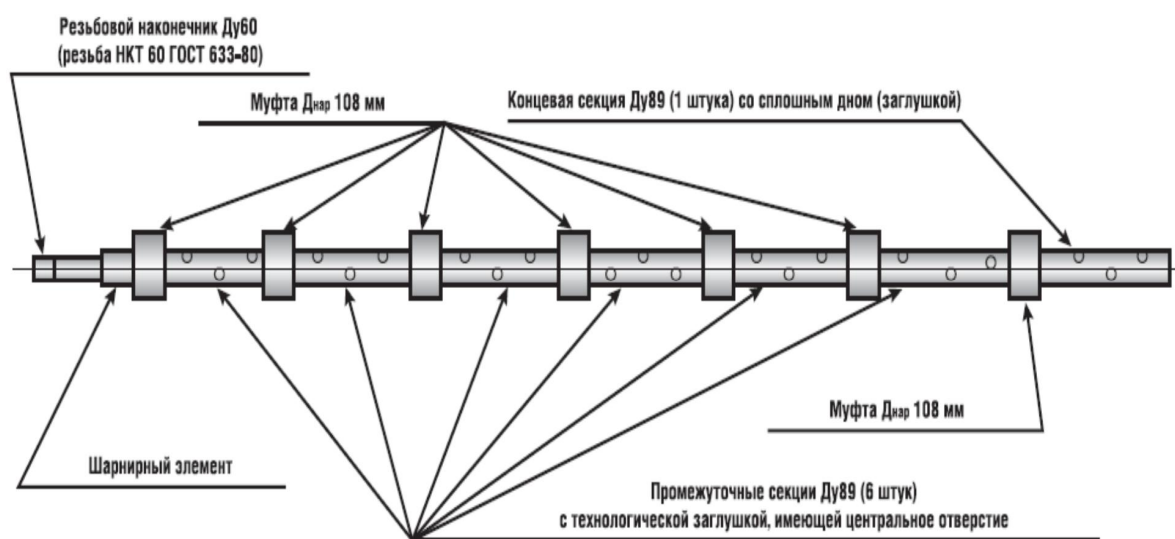 Резьбовой наконечник Ду60
(резьба НКТ 60 ГОСТ 633-80)
Муфта Днар 108 мм
Концевая секция Ду89 (1 штука) со сплошным дном (заглушкой)
Муфта Днар 108 мм
Шарнирный элемент
Промежуточные секции Ду89 (6 штук)
с технологической заглушкой, имеющей центральное отверстие